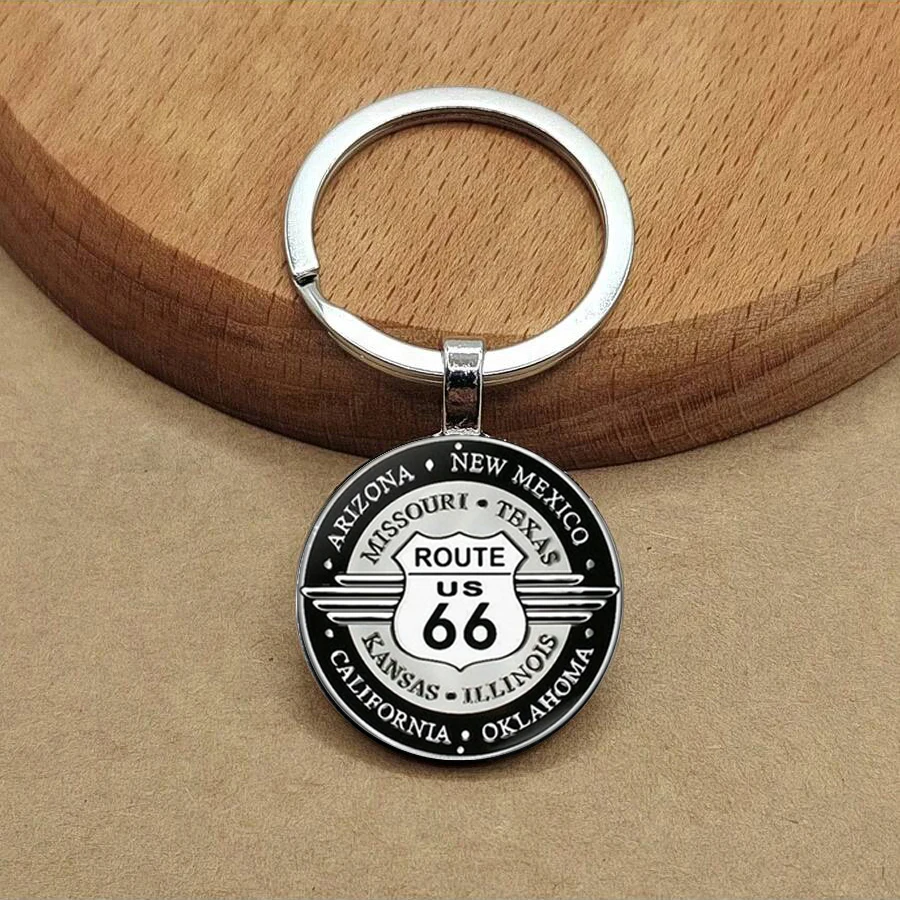 ARIZONA • NEW MEXICO
MISSOURI • TEXAS
ROUTE
US
66
KANSAS • ILLINOIS
CALIFORNIA • OKLAHOMA